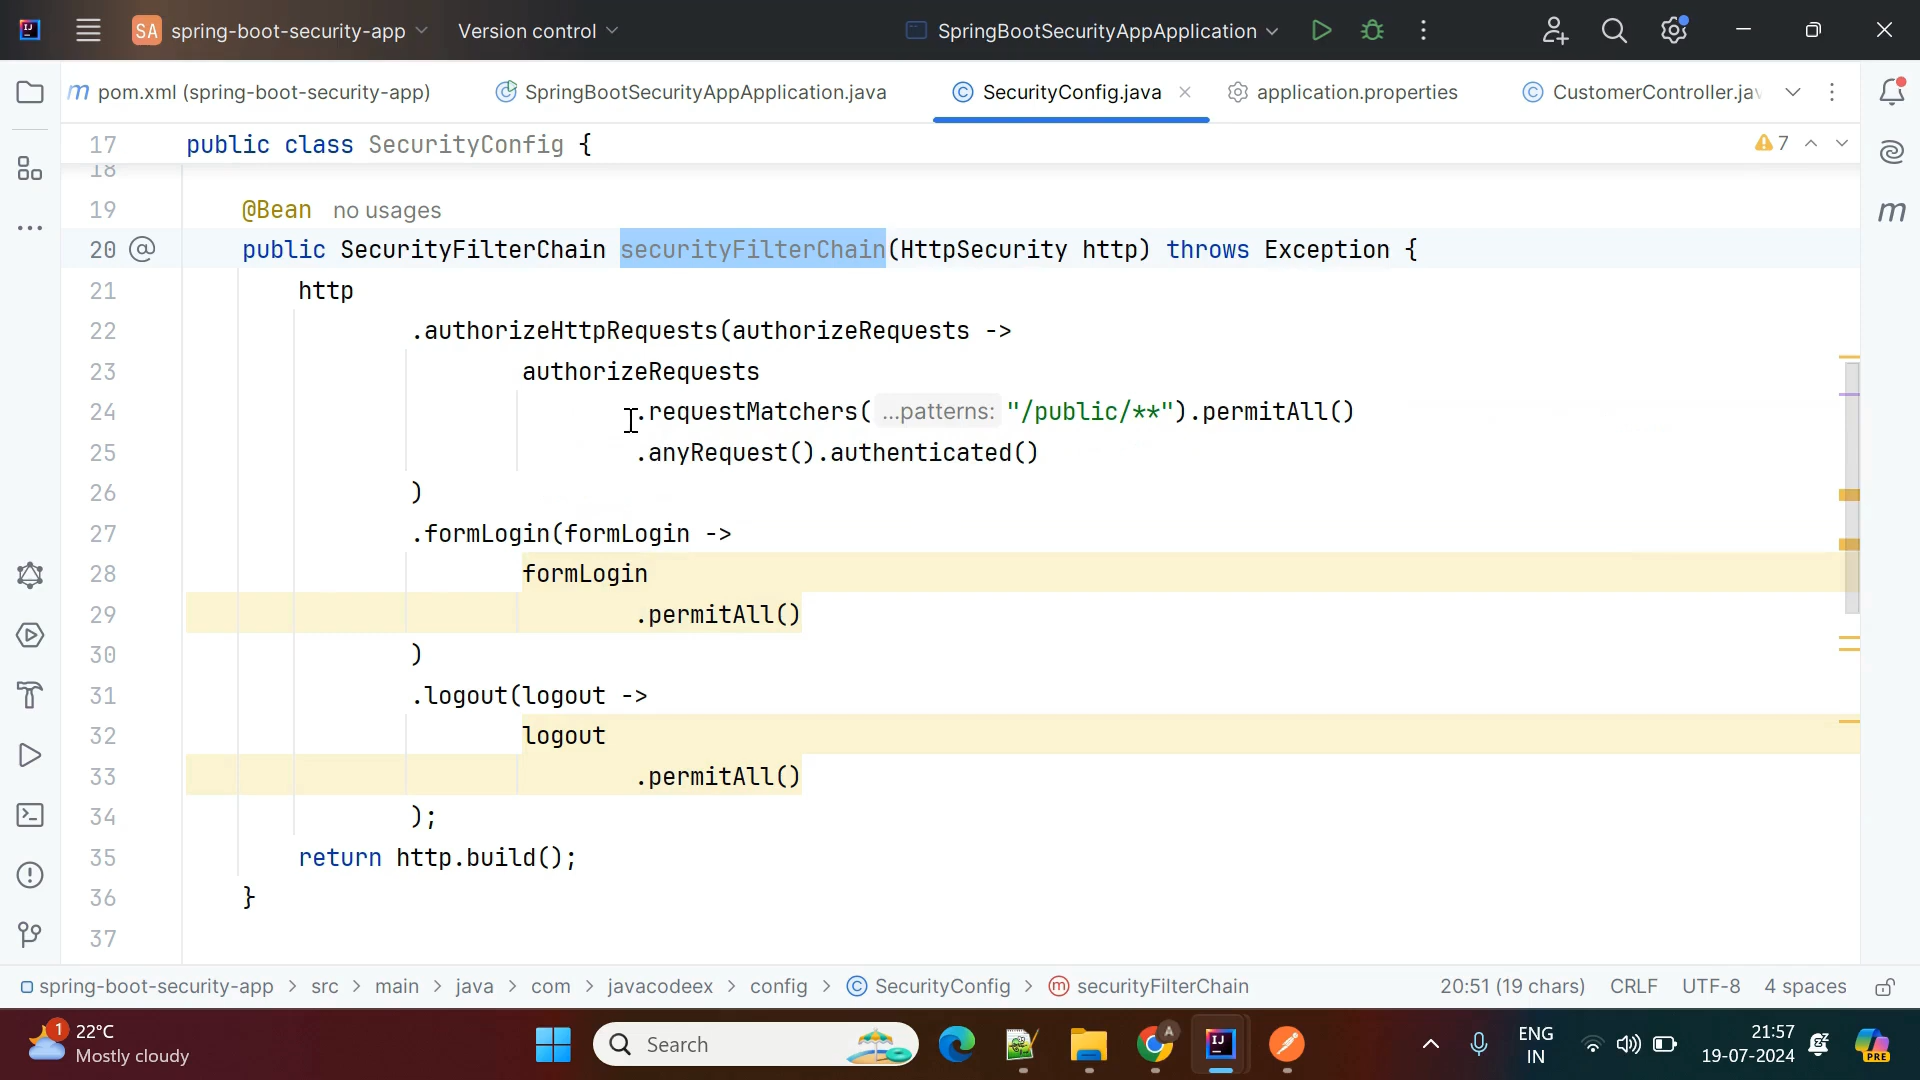 SA spring-boot-security-app Version control SpringBootSecurityAppApplication
m pom.xml (spring-boot-security-app) SpringBootSecurityAppApplication.java SecurityConfig.java application.properties CustomerController.jav
17 public class SecurityConfig { 7
18
19 @Bean no usages
20 public SecurityFilterChain securityFilterChain(HttpSecurity http) throws Exception {
21 http
22 .authorizeHttpRequests(authorizeRequests ->
23 authorizeRequests
24 .requestMatchers( ...patterns: "/public/**").permitAll()
25 .anyRequest().authenticated()
26 )
27 .formLogin(formLogin ->
28 formLogin
29 .permitAll()
30 )
31 .logout(logout ->
32 logout
33 .permitAll()
34 );
35 return http.build();
36 }
37
spring-boot-security-app > src > main > java > com > javacodeex > config > SecurityConfig > securityFilterChain 20:51 (19 chars) CRLF UTF-8 4 spaces
1 22°C
Mostly cloudy
Search
ENG
IN
21:57
19-07-2024
PRE